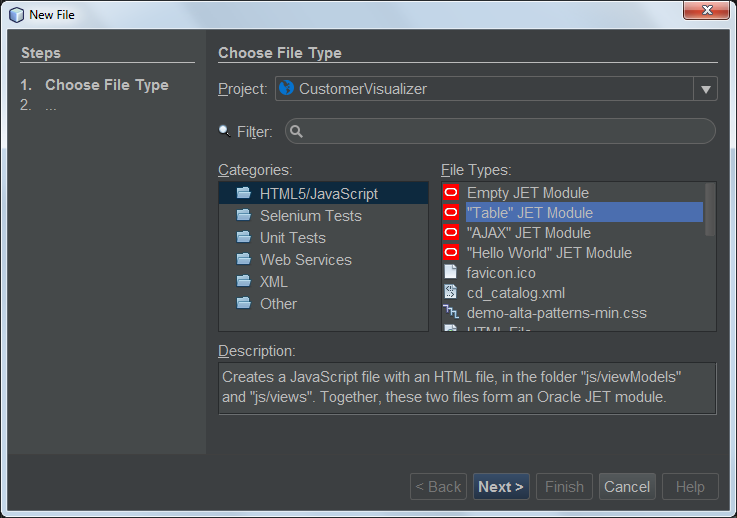 New File
Steps
1. Choose File Type
2. ...
Choose File Type
Project: CustomerVisualizer
Filter:
Categories:
HTML5/JavaScript
Selenium Tests
Unit Tests
Web Services
XML
Other
File Types:
Empty JET Module
"Table" JET Module
"AJAX" JET Module
"Hello World" JET Module
favicon.ico
cd_catalog.xml
demo-alta-patterns-min.css
HTML File
Description:
Creates a JavaScript file with an HTML file, in the folder "js/viewModels"
and "js/views". Together, these two files form an Oracle JET module.
< Back Next > Finish Cancel Help